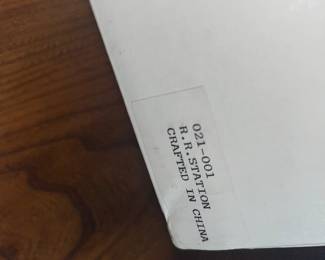 021-001
R.R.STATION
CRAFTED IN CHINA